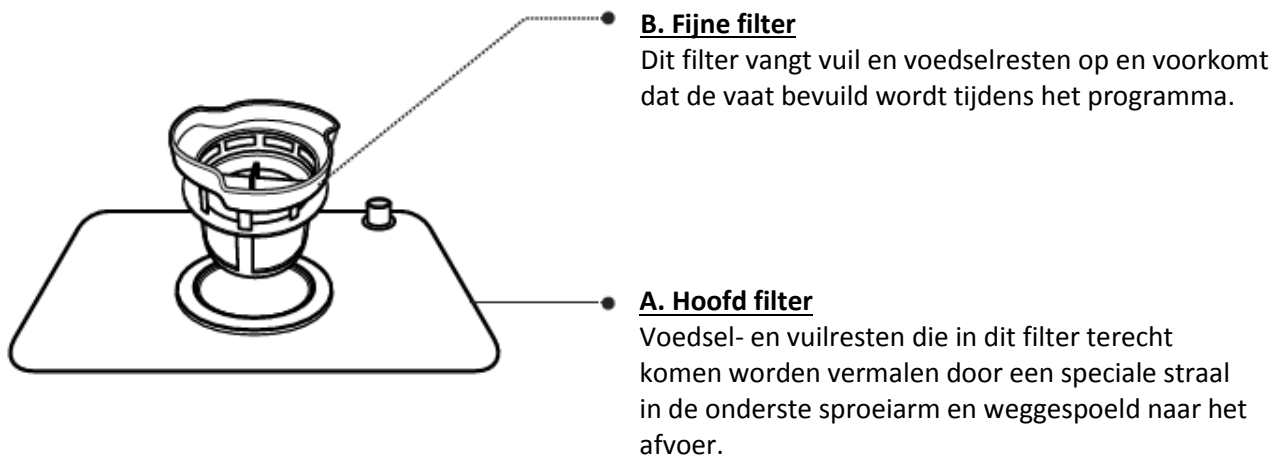 B. Fijne filter
Dit filter vangt vuil en voedselresten op en voorkomt
dat de vaat bevuild wordt tijdens het programma.
A. Hoofd filter
Voedsel- en vuilresten die in dit filter terecht
komen worden vermalen door een speciale straal
in de onderste sproeiarm en weggespoeld naar het
afvoer.